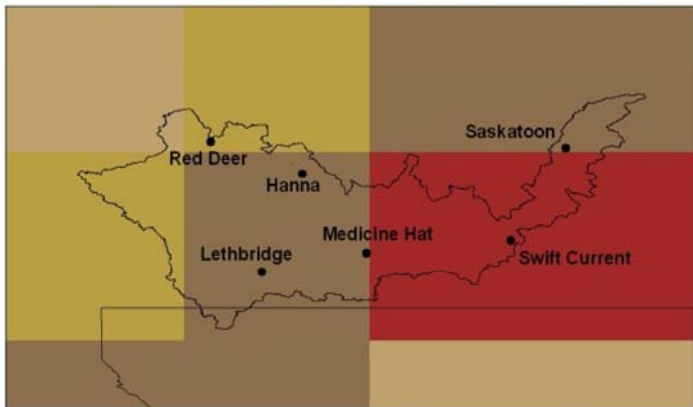 Saskatoon
Red Deer
Hanna
Medicine Hat
Lethbridge
Swift Current